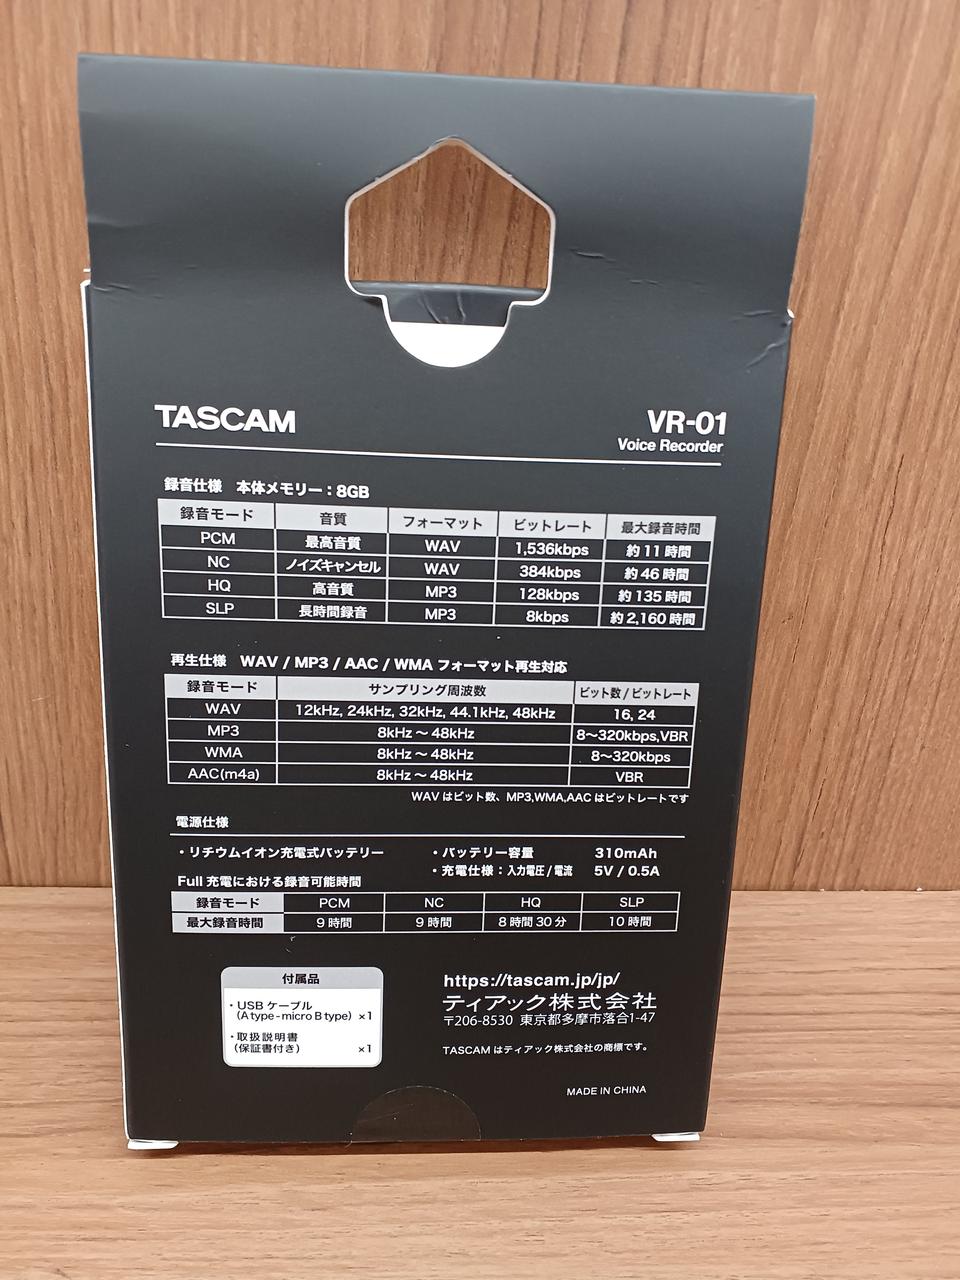 TASCAM
VR-01
Voice Recorder
録音仕様 本体メモリー：8GB
録音モード 音質 フォーマット ビットレート 最大録音時間
PCM 最高音質 WAV 1,536kbps 約 11 時間
NC ノイズキャンセル WAV 384kbps 約 46 時間
HQ 高音質 MP3 128kbps 約 135 時間
SLP 長時間録音 MP3 8kbps 約 2,160 時間
再生仕様 WAV / MP3 / AAC / WMA フォーマット再生対応
録音モード サンプリング周波数 ビット数 / ビットレート
WAV 12kHz, 24kHz, 32kHz, 44.1kHz, 48kHz 16, 24
MP3 8kHz ～ 48kHz 8～320kbps,VBR
WMA 8kHz ～ 48kHz 8～320kbps
AAC(m4a) 8kHz ～ 48kHz VBR
WAV はビット数、MP3,WMA,AAC はビットレートです
電源仕様
・リチウムイオン充電式バッテリー ・バッテリー容量 310mAh
・充電仕様：入力電圧 / 電流 5V / 0.5A
Full 充電における録音可能時間
録音モード PCM NC HQ SLP
最大録音時間 9 時間 9 時間 8 時間 30 分 10 時間
付属品
・USB ケーブル
（A type - micro B type）×1
・取扱説明書
（保証書付き） ×1
https://tascam.jp/jp/
ティアック株式会社
〒206-8530 東京都多摩市落合1-47
TASCAM はティアック株式会社の商標です。
MADE IN CHINA